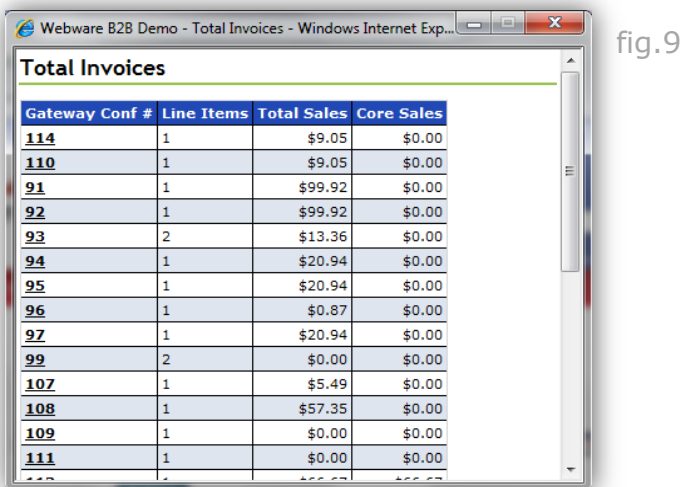 Webware B2B Demo - Total Invoices - Windows Internet Exp...
fig.9
Total Invoices
Gateway Conf # Line Items Total Sales Core Sales
114 1 $9.05 $0.00
110 1 $9.05 $0.00
91 1 $99.92 $0.00
92 1 $99.92 $0.00
93 2 $13.36 $0.00
94 1 $20.94 $0.00
95 1 $20.94 $0.00
96 1 $0.87 $0.00
97 1 $20.94 $0.00
99 2 $0.00 $0.00
107 1 $5.49 $0.00
108 1 $57.35 $0.00
109 1 $0.00 $0.00
111 1 $0.00 $0.00